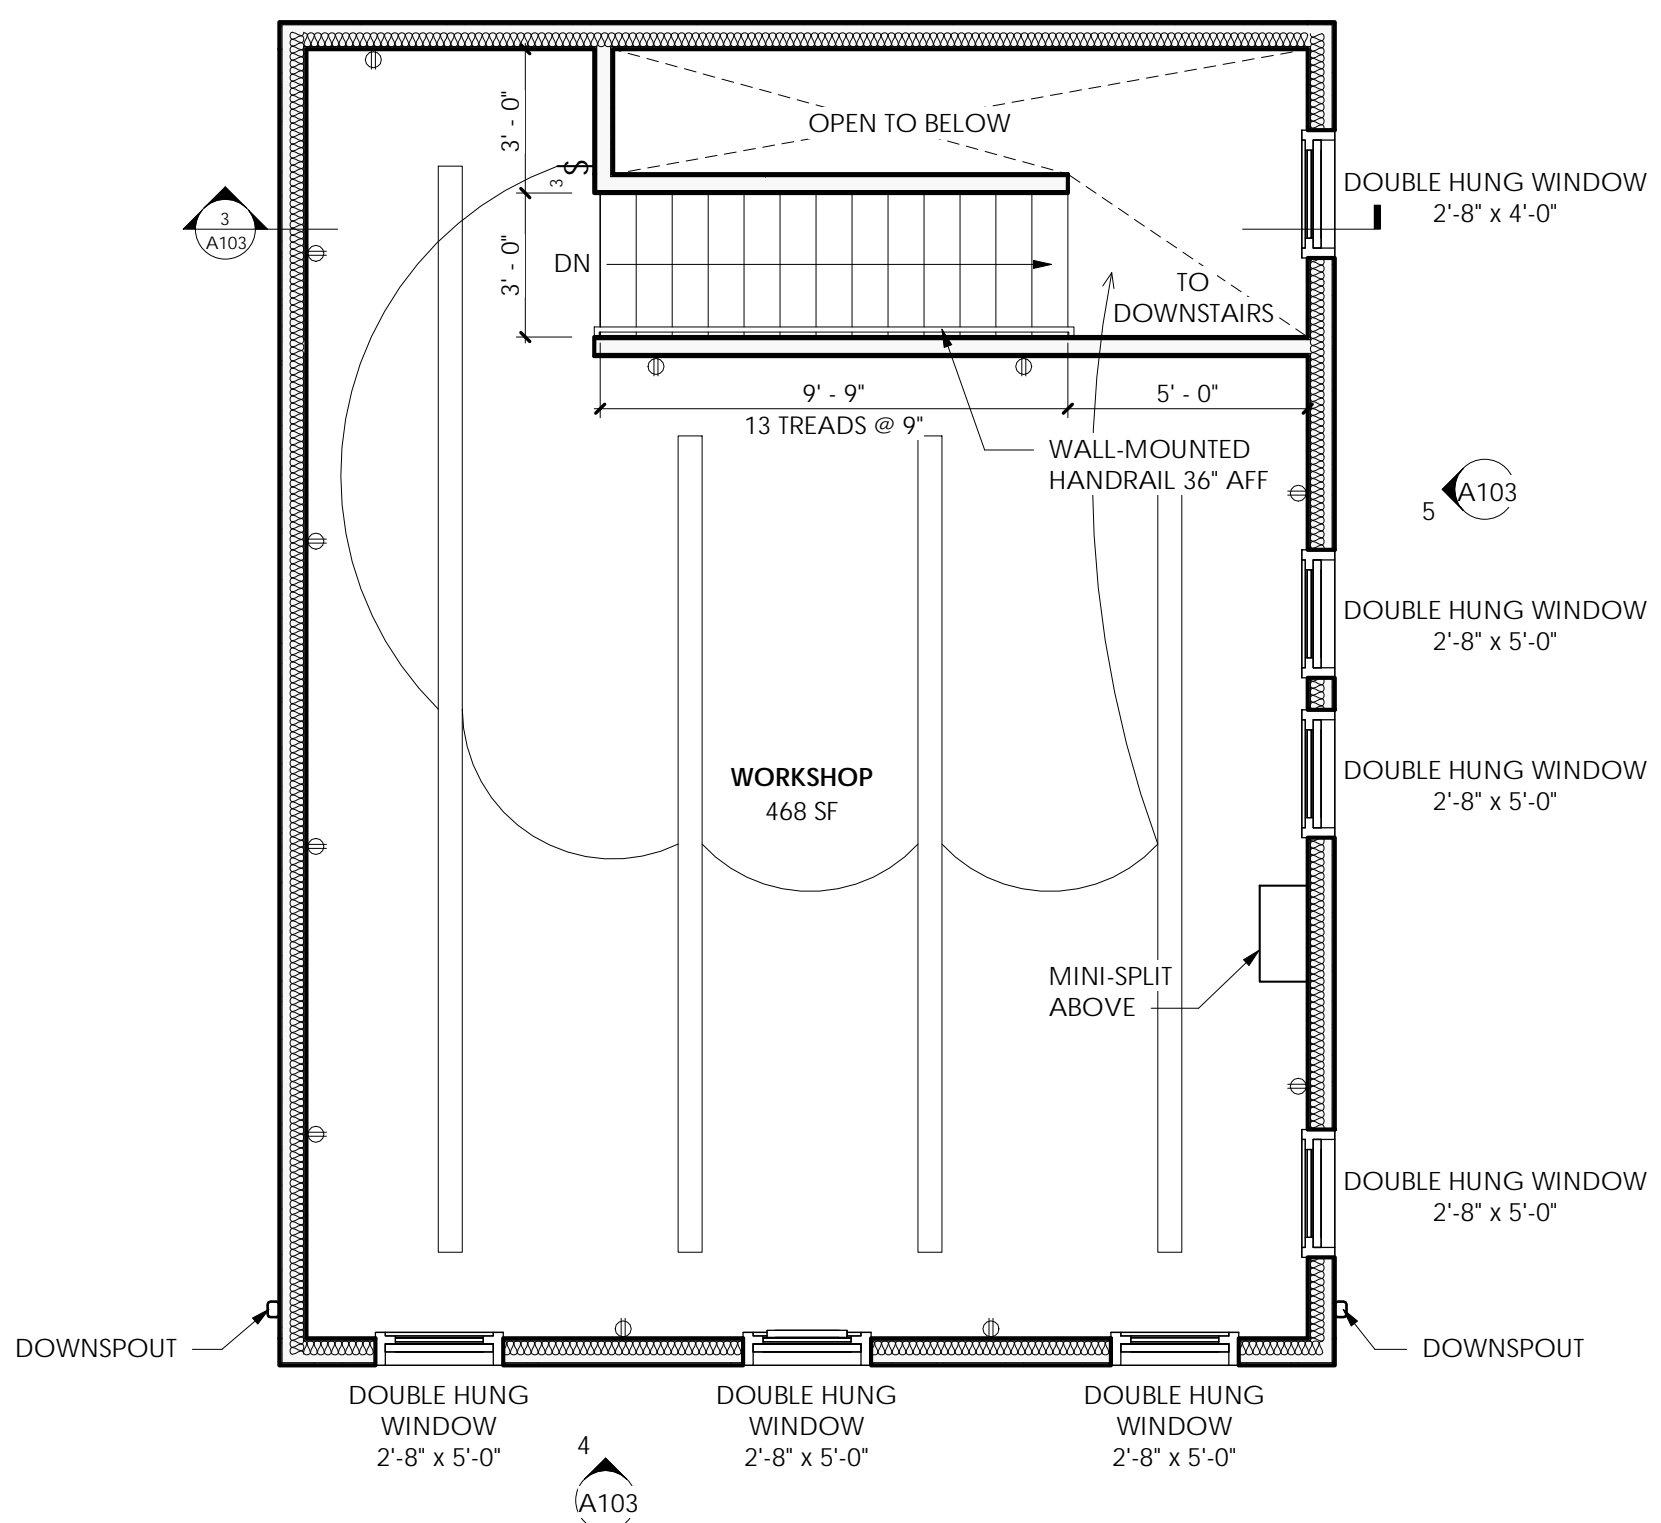 3' - 0"
OPEN TO BELOW
$
3
DOUBLE HUNG WINDOW
2'-8" x 4'-0"
3
A103
3' - 0"
DN
TO
DOWNSTAIRS
9' - 9"
5' - 0"
13 TREADS @ 9"
WALL-MOUNTED
HANDRAIL 36" AFF
5
A103
DOUBLE HUNG WINDOW
2'-8" x 5'-0"
WORKSHOP
468 SF
DOUBLE HUNG WINDOW
2'-8" x 5'-0"
MINI-SPLIT
ABOVE
DOUBLE HUNG WINDOW
2'-8" x 5'-0"
DOWNSPOUT
DOWNSPOUT
DOUBLE HUNG
WINDOW
2'-8" x 5'-0"
DOUBLE HUNG
WINDOW
2'-8" x 5'-0"
DOUBLE HUNG
WINDOW
2'-8" x 5'-0"
4
A103